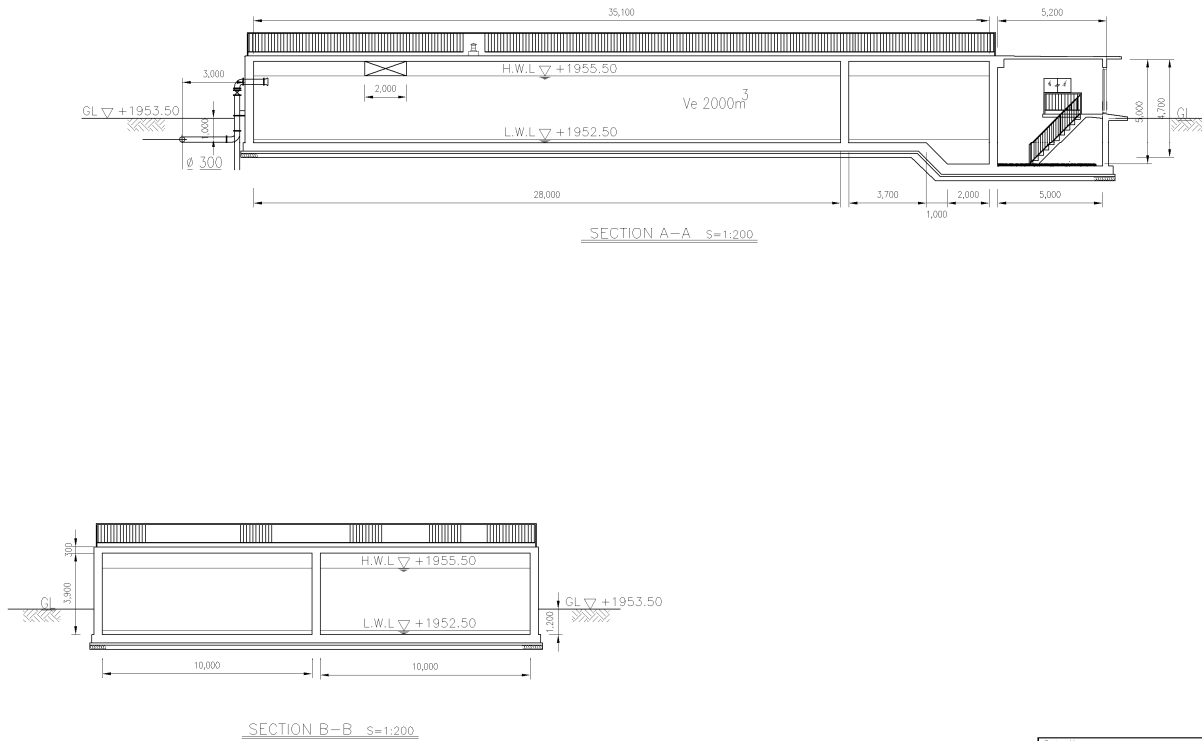 35,100
5,200
H.W.L ▽ +1955.50
3,000
2,000
Ve 2000m³
GL ▽ +1953.50
1,000
5,000
4,700
GL
L.W.L ▽ +1952.50
ø 300
28,000
3,700
2,000
5,000
1,000
SECTION A-A S=1:200
300
H.W.L ▽ +1955.50
3,900
GL
GL ▽ +1953.50
1.200
L.W.L ▽ +1952.50
10,000
10,000
SECTION B-B S=1:200